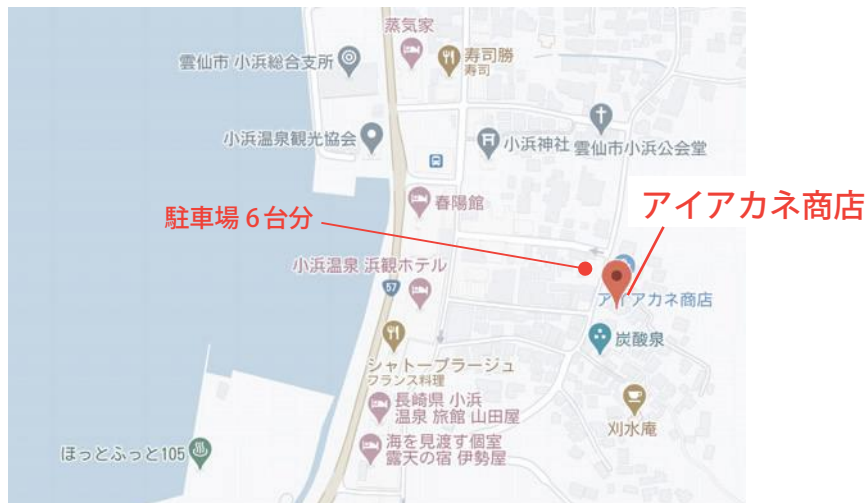 蒸気家
雲仙市 小浜総合支所
寿司勝
寿司
小浜温泉観光協会
小浜神社
雲仙市小浜公会堂
春陽館
アイアカネ商店
駐車場6台分
小浜温泉 浜観ホテル
57
アイアカネ商店
炭酸泉
シャトープラージュ
フランス料理
長崎県 小浜
温泉 旅館 山田屋
刈水庵
海を見渡す個室
露天の宿 伊勢屋
ほっとふっと105